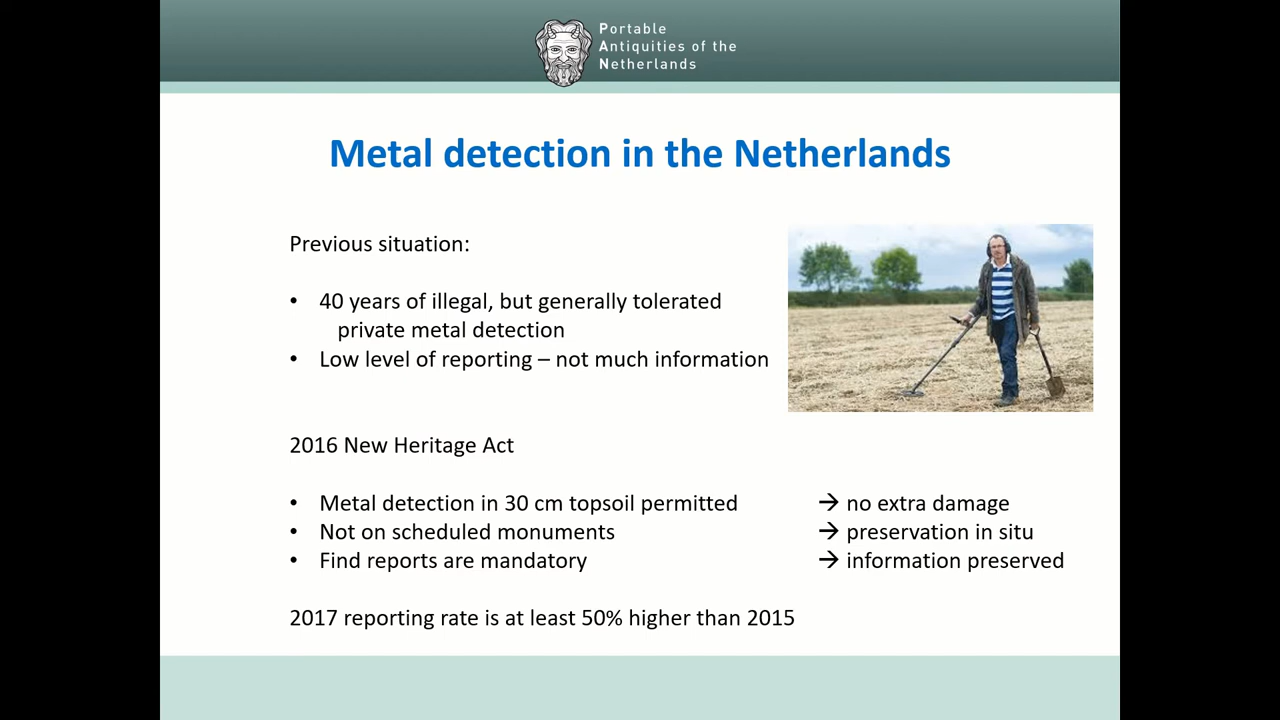 Portable
Antiquities of the
Netherlands
Metal detection in the Netherlands
Previous situation:
• 40 years of illegal, but generally tolerated
private metal detection
• Low level of reporting – not much information
2016 New Heritage Act
• Metal detection in 30 cm topsoil permitted → no extra damage
• Not on scheduled monuments → preservation in situ
• Find reports are mandatory → information preserved
2017 reporting rate is at least 50% higher than 2015